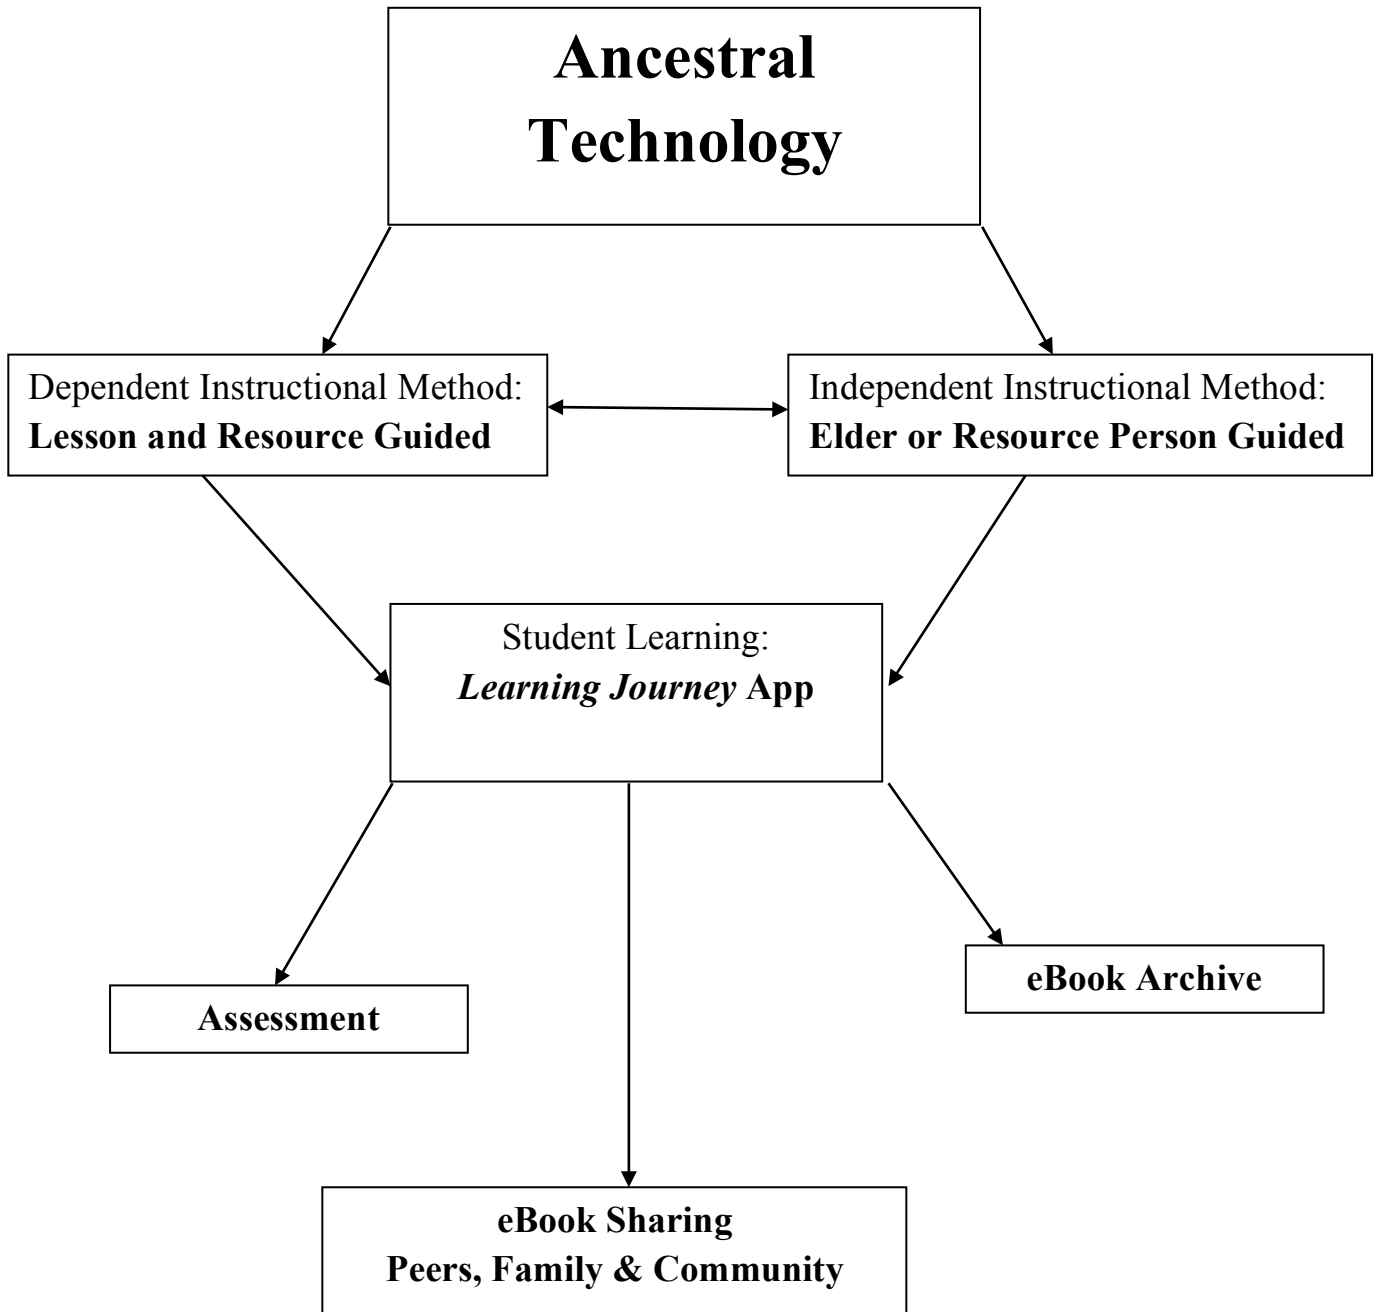 Ancestral
Technology
Dependent Instructional Method:
Lesson and Resource Guided
Independent Instructional Method:
Elder or Resource Person Guided
Student Learning:
Learning Journey App
eBook Archive
Assessment
eBook Sharing
Peers, Family & Community